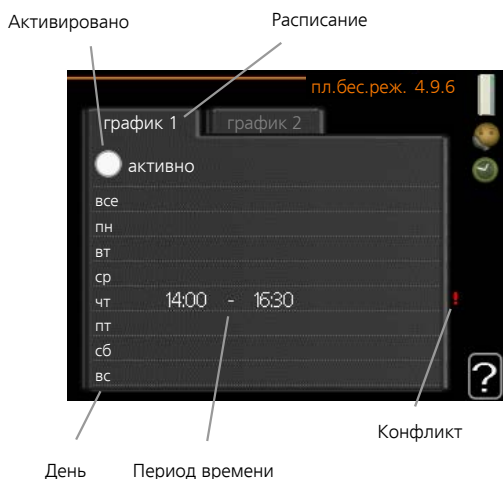 Активировано
Расписание
пл.бес.реж. 4.9.6
график 1
график 2
активно
все
пн
вт
ср
чт 14:00 - 16:30 !
пт
сб
вс
?
Конфликт
День
Период времени